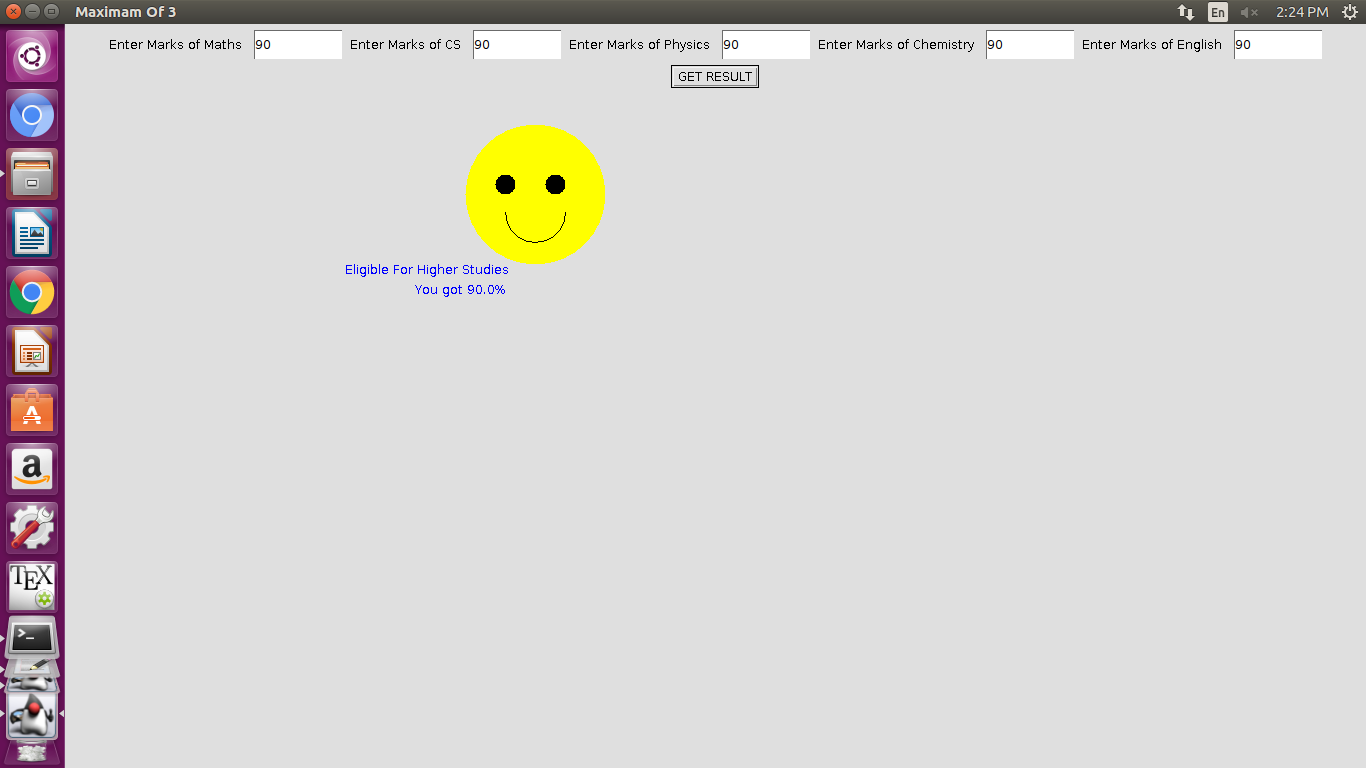 Maximam Of 3
En
2:24 PM
Enter Marks of Maths 90 Enter Marks of CS 90 Enter Marks of Physics 90 Enter Marks of Chemistry 90 Enter Marks of English 90
GET RESULT
Eligible For Higher Studies
You got 90.0%
A
a
TEX
>_